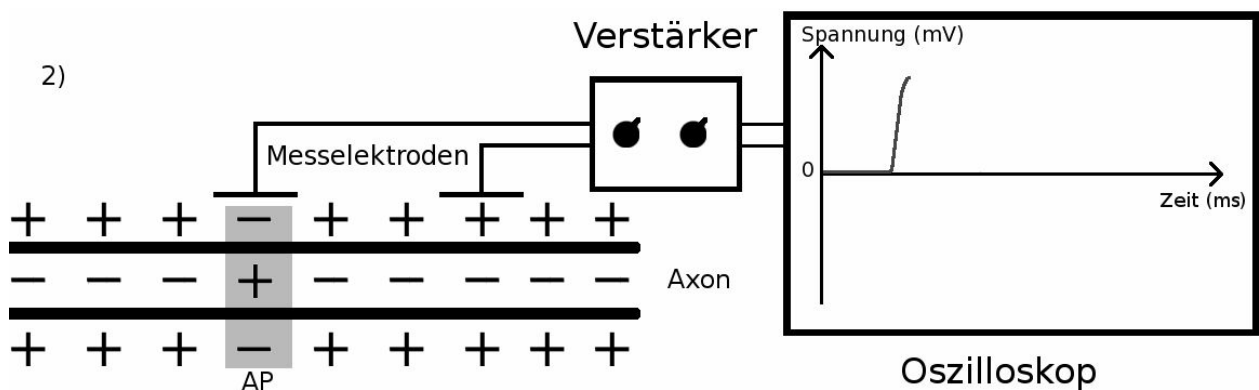 2)
Verstärker
Messelektroden
Spannung (mV)
0
Zeit (ms)
+ + + − + + + + +
− − − + − − − − −
Axon
+ + + − + + + + +
AP
Oszilloskop